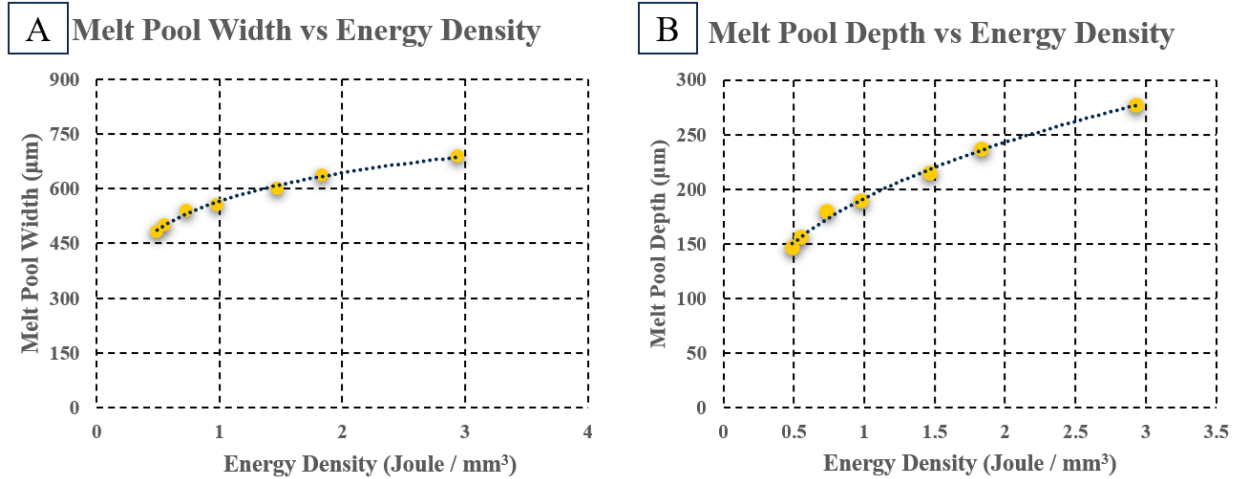 A
Melt Pool Width vs Energy Density
900
750
600
450
300
150
0
0 1 2 3 4
Melt Pool Width (μm)
Energy Density (Joule / mm³)
B
Melt Pool Depth vs Energy Density
300
250
200
150
100
50
0
0 0.5 1 1.5 2 2.5 3 3.5
Melt Pool Depth (μm)
Energy Density (Joule / mm³)